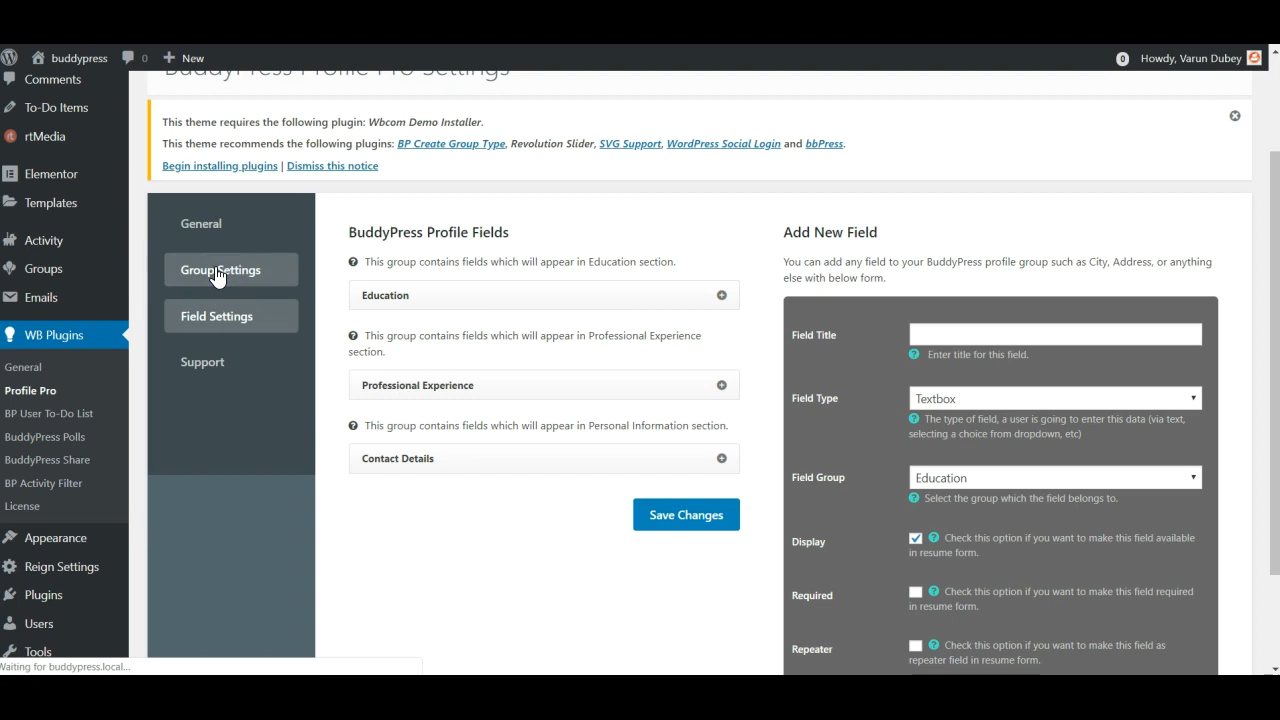 buddypress
0
New
0
Howdy, Varun Dubey
Comments
To-Do Items
rtMedia
Elementor
Templates
Activity
Groups
Emails
WB Plugins
General
Profile Pro
BP User To-Do List
BuddyPress Polls
BuddyPress Share
BP Activity Filter
License
Appearance
Reign Settings
Plugins
Users
Tools
Waiting for buddypress.local...
BuddyPress Profile Pro Settings
This theme requires the following plugin: Wbcom Demo Installer.
This theme recommends the following plugins: BP Create Group Type, Revolution Slider, SVG Support, WordPress Social Login and bbPress.
Begin installing plugins | Dismiss this notice
General
Group Settings
Field Settings
Support
BuddyPress Profile Fields
This group contains fields which will appear in Education section.
Education
This group contains fields which will appear in Professional Experience
section.
Professional Experience
This group contains fields which will appear in Personal Information section.
Contact Details
Save Changes
Add New Field
You can add any field to your BuddyPress profile group such as City, Address, or anything
else with below form.
Field Title
Enter title for this field.
Field Type
Textbox
The type of field, a user is going to enter this data (via text,
selecting a choice from dropdown, etc)
Field Group
Education
Select the group which the field belongs to.
Display
Check this option if you want to make this field available
in resume form.
Required
Check this option if you want to make this field required
in resume form.
Repeater
Check this option if you want to make this field as
repeater field in resume form.